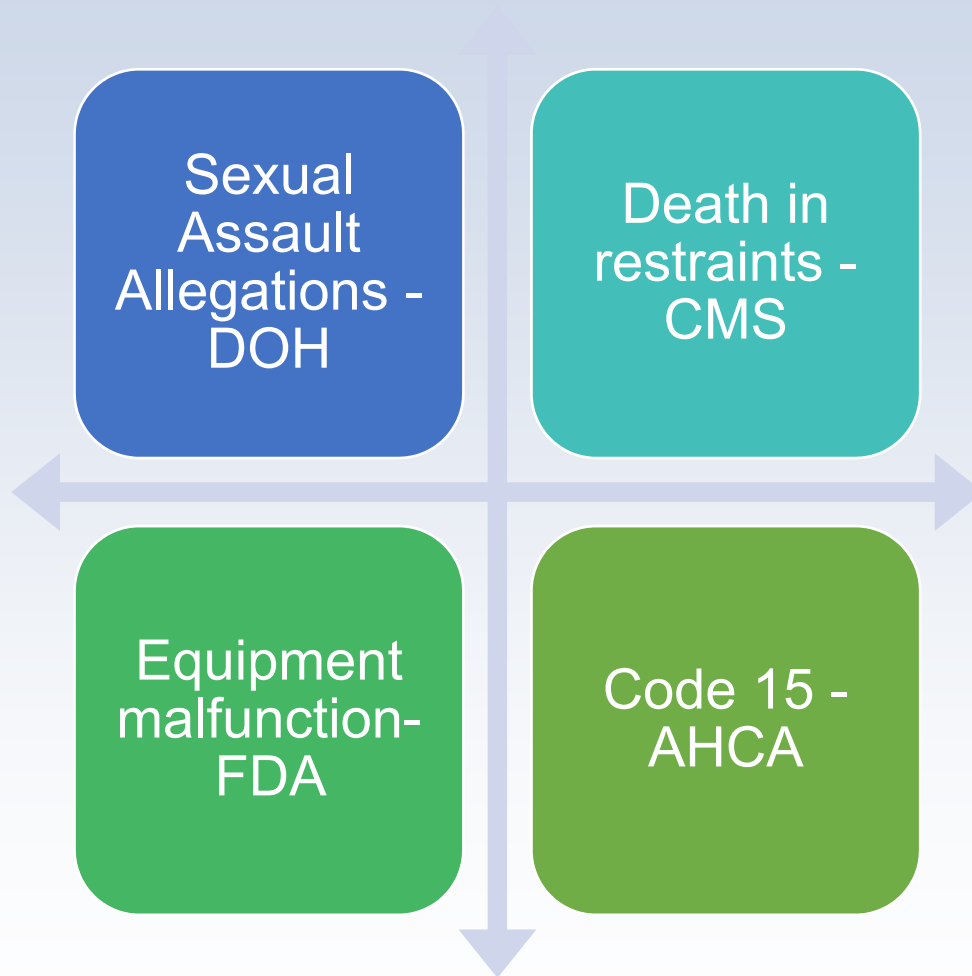 Sexual
Assault
Allegations -
DOH
Death in
restraints -
CMS
Equipment
malfunction-
FDA
Code 15 -
AHCA